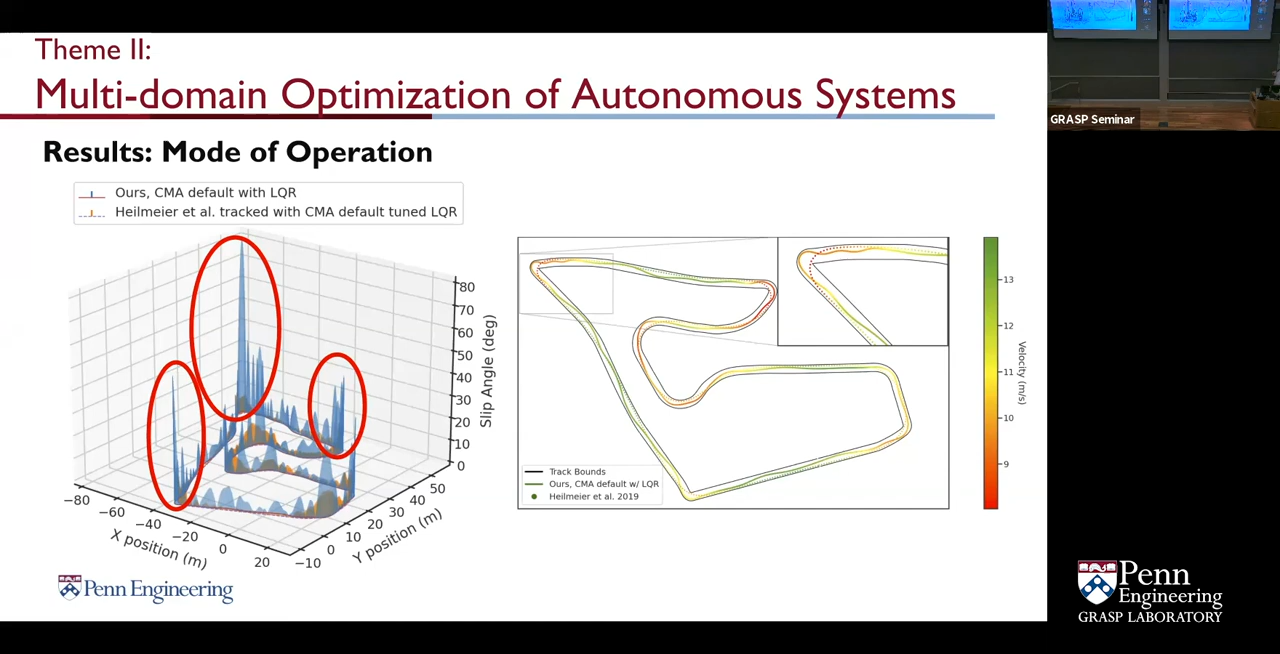 Theme II:
Multi-domain Optimization of Autonomous Systems
GRASP Seminar
Results: Mode of Operation
Ours, CMA default with LQR
Heilmeier et al. tracked with CMA default tuned LQR
80
70
60
50
40
30
20
10
0
Slip Angle (deg)
−80
−60
−40
−20
0
20
X position (m)
−10
0
10
20
30
40
50
Y position (m)
Track Bounds
Ours, CMA default w/ LQR
Heilmeier et al. 2019
13
12
11
10
9
Velocity (m/s)
Penn Engineering
Penn
Engineering
GRASP LABORATORY